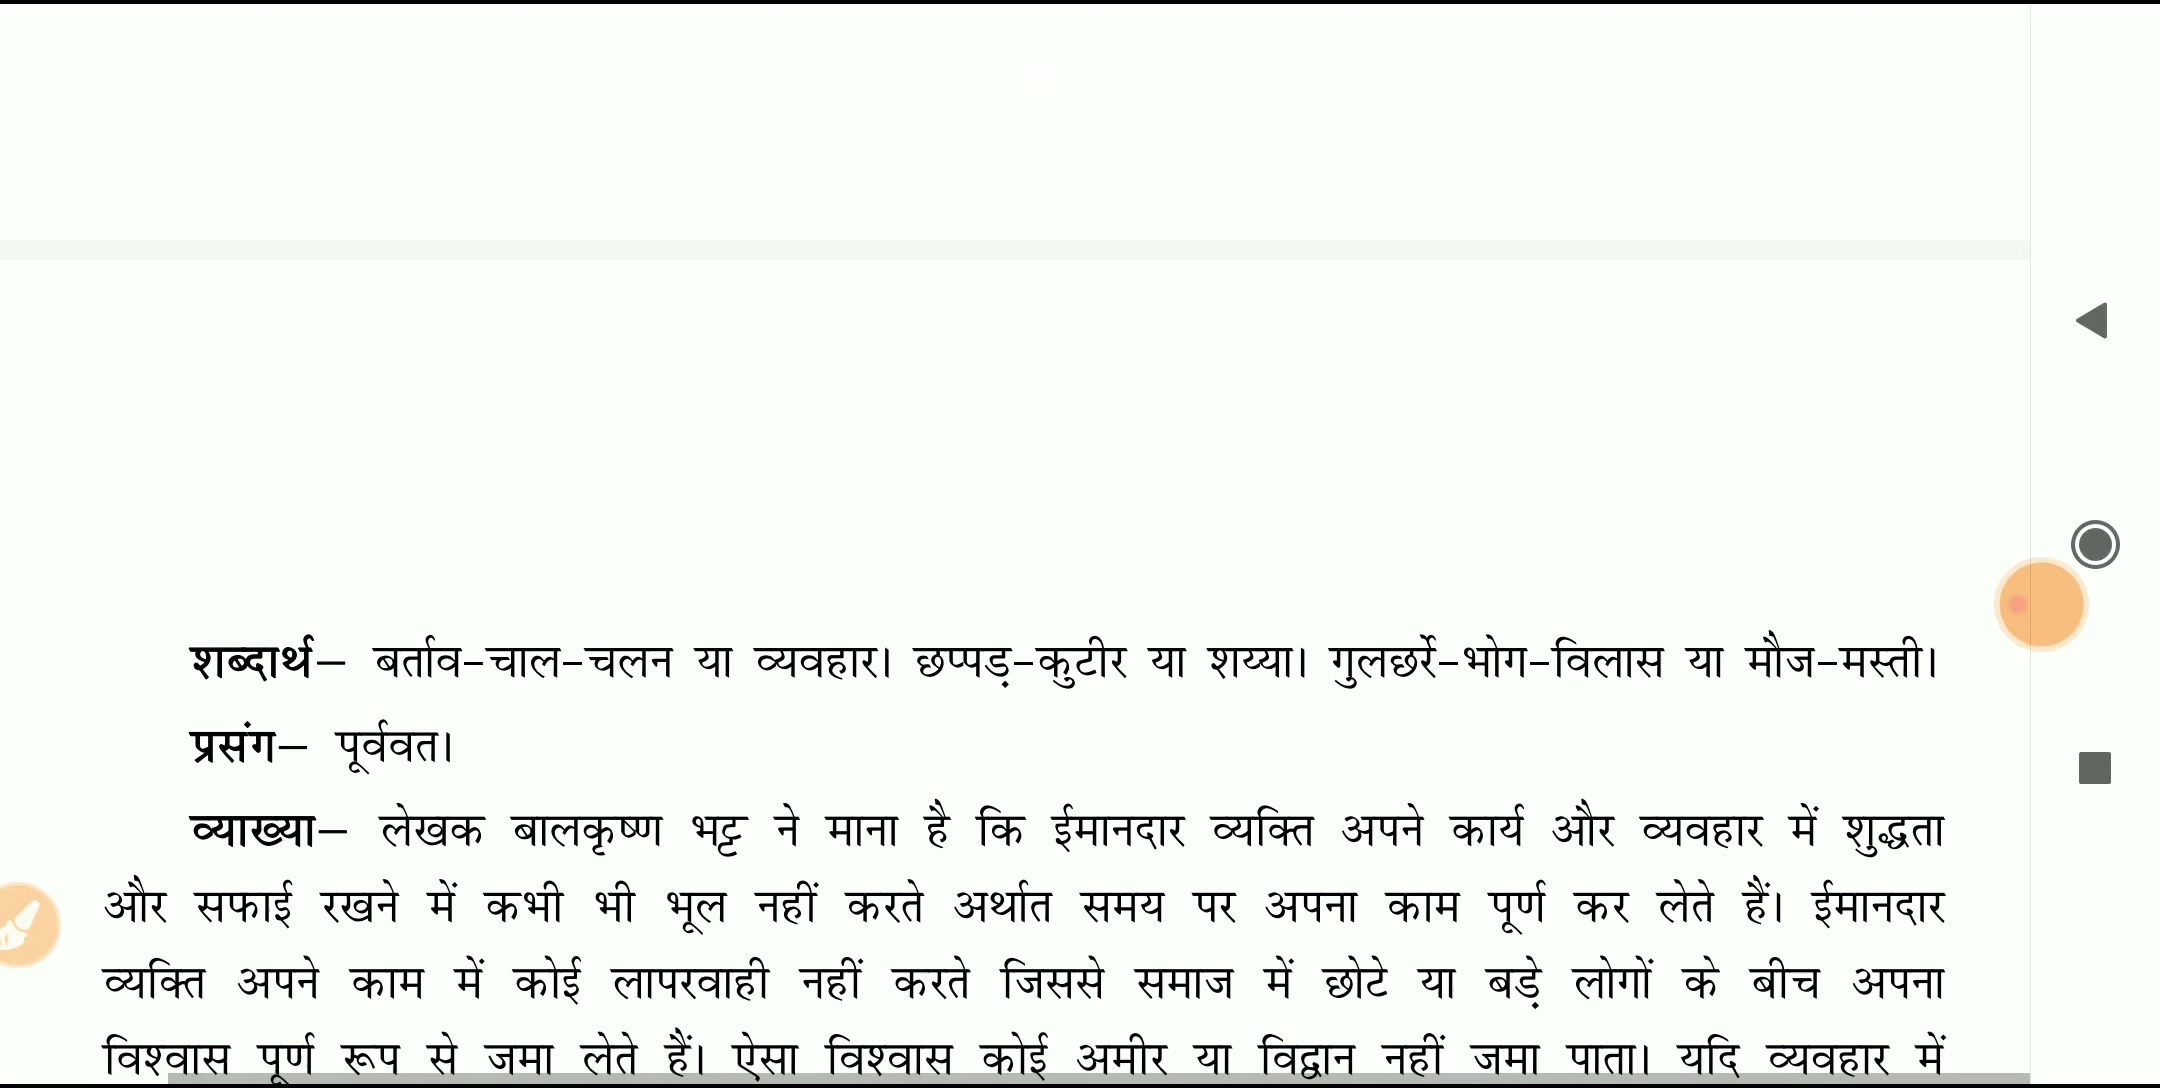 शब्दार्थ– बर्ताव-चाल-चलन या व्यवहार। छप्पड़-कुटीर या शय्या। गुलछर्रे-भोग-विलास या मौज-मस्ती।
प्रसंग– पूर्ववत।
व्याख्या– लेखक बालकृष्ण भट्ट ने माना है कि ईमानदार व्यक्ति अपने कार्य और व्यवहार में शुद्धता
और सफाई रखने में कभी भी भूल नहीं करते अर्थात समय पर अपना काम पूर्ण कर लेते हैं। ईमानदार
व्यक्ति अपने काम में कोई लापरवाही नहीं करते जिससे समाज में छोटे या बड़े लोगों के बीच अपना
विश्वास पूर्ण रूप से जमा लेते हैं। ऐसा विश्वास कोई अमीर या विद्वान नहीं जमा पाता। यदि व्यवहार में